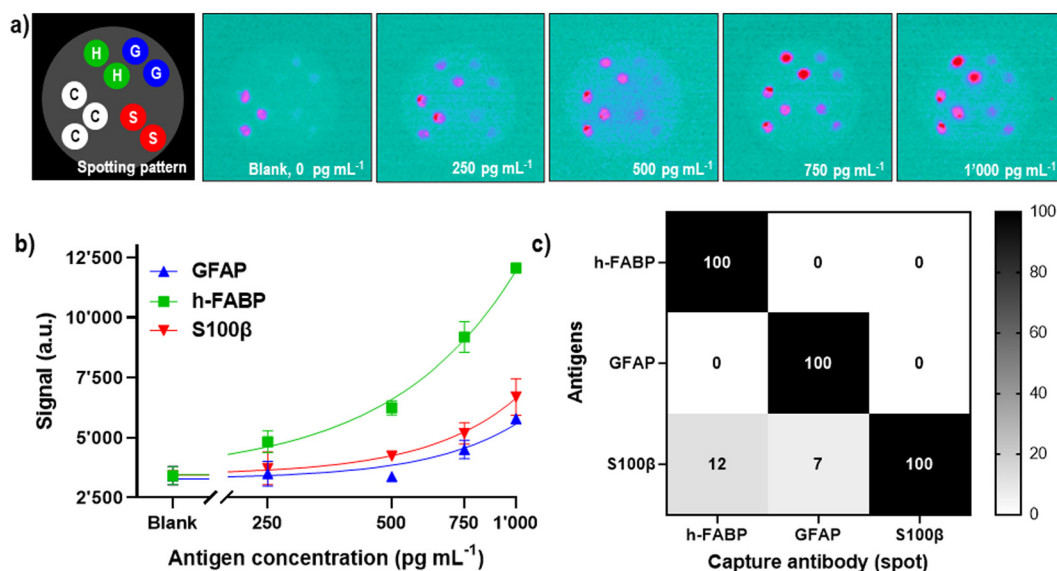 a)
H
G
H
G
C
C
C
S
S
Spotting pattern
Blank, 0 pg mL⁻¹
250 pg mL⁻¹
500 pg mL⁻¹
750 pg mL⁻¹
1'000 pg mL⁻¹
b)
12'500
10'000
7'500
5'000
2'500
Signal (a.u.)
GFAP
h-FABP
S100β
Blank
250
500
750
1'000
Antigen concentration (pg mL⁻¹)
c)
Antigens
h-FABP
100
0
0
GFAP
0
100
0
S100β
12
7
100
h-FABP
GFAP
S100β
Capture antibody (spot)
100
80
60
40
20
0